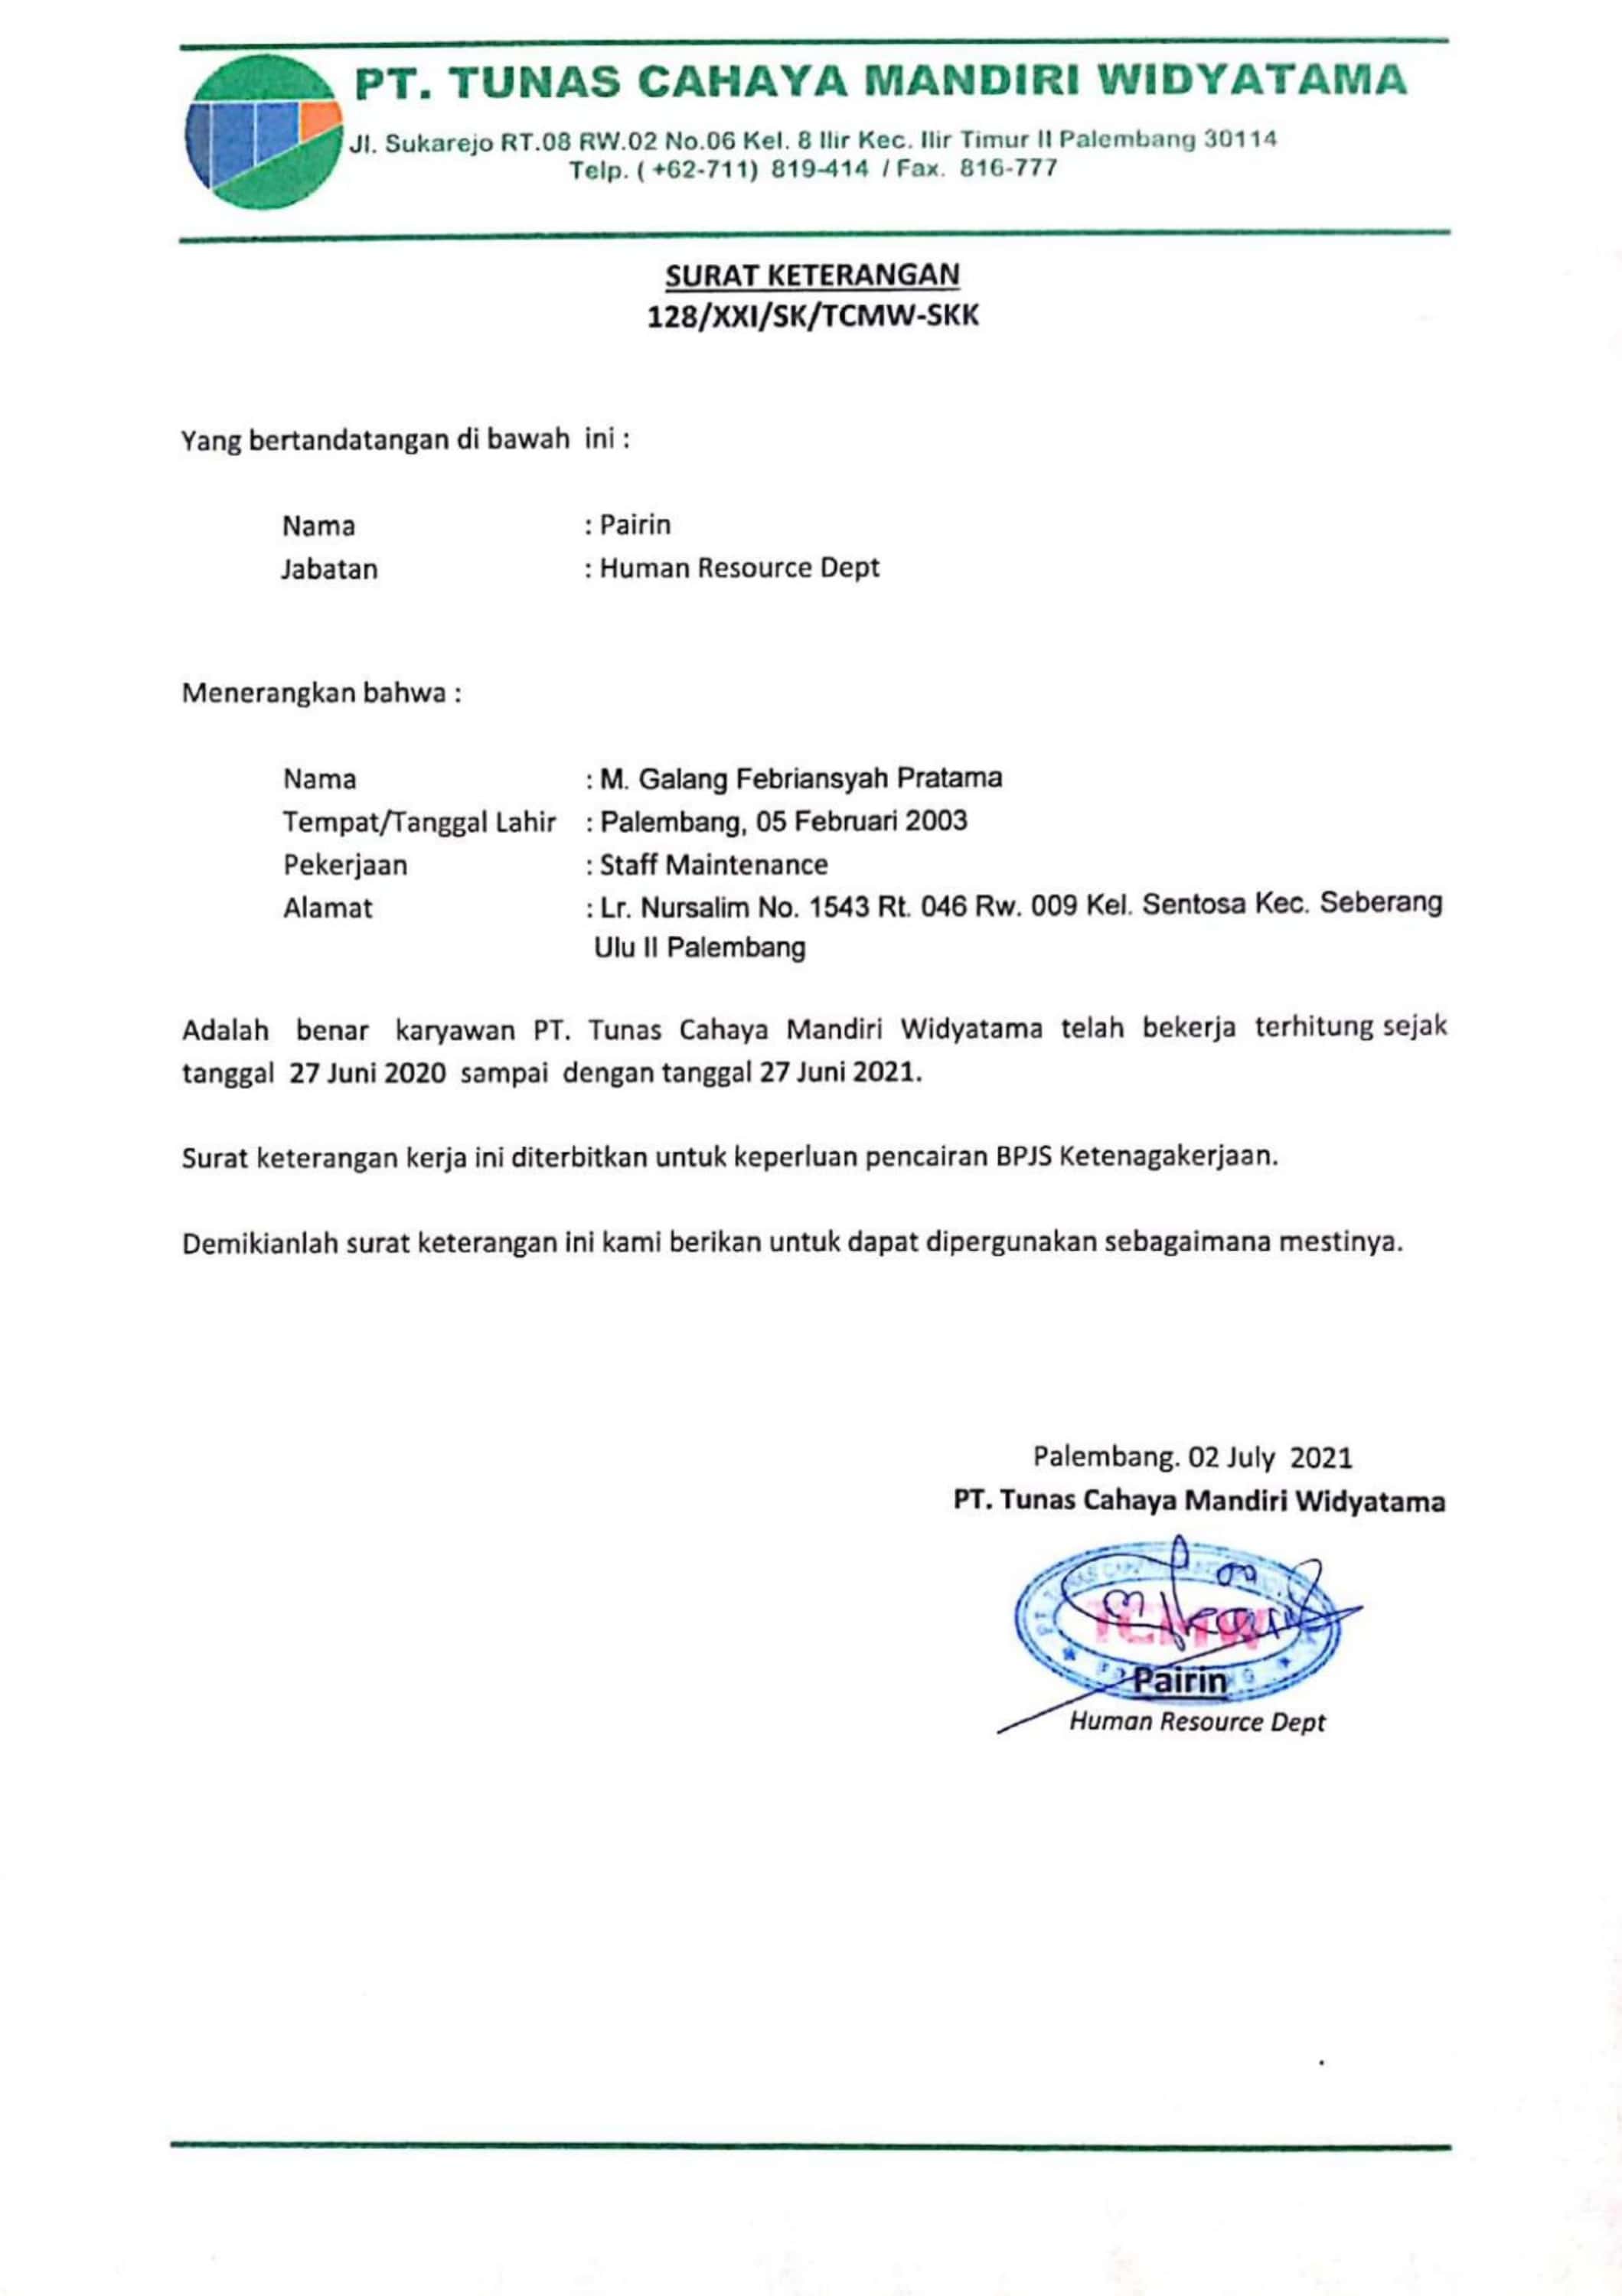 PT. TUNAS CAHAYA MANDIRI WIDYATAMA
Jl. Sukarejo RT.08 RW.02 No.06 Kel. 8 Ilir Kec. Ilir Timur II Palembang 30114
Telp. ( +62-711) 819-414 / Fax. 816-777
SURAT KETERANGAN
128/XXI/SK/TCMW-SKK
Yang bertandatangan di bawah ini :
Nama : Pairin
Jabatan : Human Resource Dept
Menerangkan bahwa :
Nama : M. Galang Febriansyah Pratama
Tempat/Tanggal Lahir : Palembang, 05 Februari 2003
Pekerjaan : Staff Maintenance
Alamat : Lr. Nursalim No. 1543 Rt. 046 Rw. 009 Kel. Sentosa Kec. Seberang
Ulu II Palembang
Adalah benar karyawan PT. Tunas Cahaya Mandiri Widyatama telah bekerja terhitung sejak
tanggal 27 Juni 2020 sampai dengan tanggal 27 Juni 2021.
Surat keterangan kerja ini diterbitkan untuk keperluan pencairan BPJS Ketenagakerjaan.
Demikianlah surat keterangan ini kami berikan untuk dapat dipergunakan sebagaimana mestinya.
Palembang. 02 July 2021
PT. Tunas Cahaya Mandiri Widyatama
TCMW
Pairin
Human Resource Dept